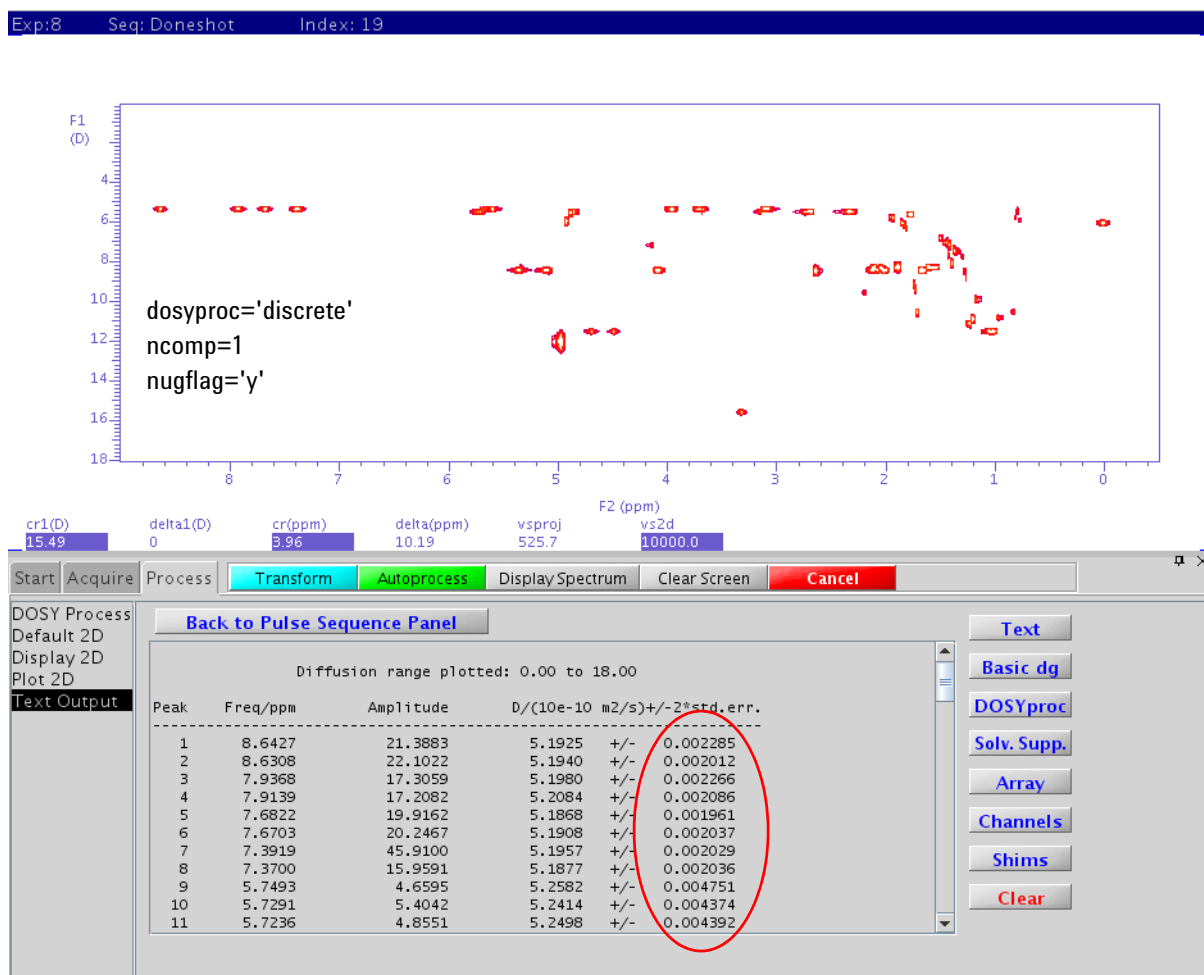 Exp:8 Seq: Doneshot Index: 19
F1
(D)
4
6
8
10
12
14
16
18
dosyproc='discrete'
ncomp=1
nugflag='y'
8 7 6 5 4 3 2 1 0
F2 (ppm)
cr1(D) delta1(D) cr(ppm) delta(ppm) vsproj vs2d
15.49 0 3.96 10.19 525.7 10000.0
Start Acquire Process Transform Autoprocess Display Spectrum Clear Screen Cancel
DOSY Process
Default 2D
Display 2D
Plot 2D
Text Output
Back to Pulse Sequence Panel
Diffusion range plotted: 0.00 to 18.00
Peak Freq/ppm Amplitude D/(10e-10 m2/s)+/-2*std.err.
--------------------------------------------------------------
1 8.6427 21.3883 5.1925 +/- 0.002285
2 8.6308 22.1022 5.1940 +/- 0.002012
3 7.9368 17.3059 5.1980 +/- 0.002266
4 7.9139 17.2082 5.2084 +/- 0.002086
5 7.6822 19.9162 5.1868 +/- 0.001961
6 7.6703 20.2467 5.1908 +/- 0.002037
7 7.3919 45.9100 5.1957 +/- 0.002029
8 7.3700 15.9591 5.1877 +/- 0.002036
9 5.7493 4.6595 5.2582 +/- 0.004751
10 5.7291 5.4042 5.2414 +/- 0.004374
11 5.7236 4.8551 5.2498 +/- 0.004392
Text
Basic dg
DOSYproc
Solv. Supp.
Array
Channels
Shims
Clear